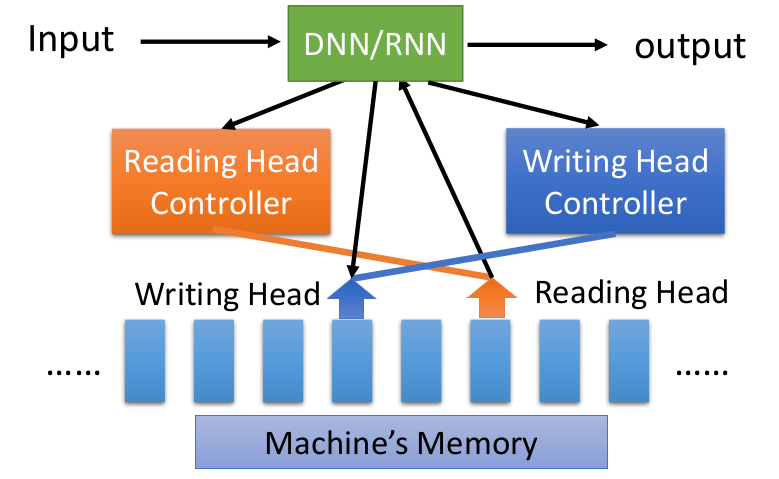 Input
DNN/RNN
output
Reading Head
Controller
Writing Head
Controller
Writing Head
Reading Head
......
......
Machine's Memory